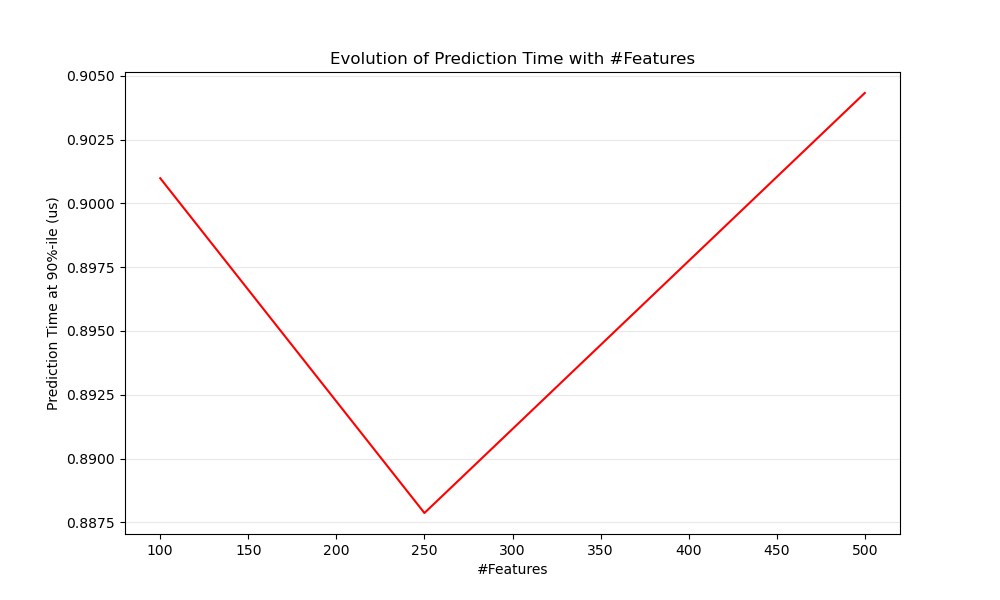 Evolution of Prediction Time with #Features
Prediction Time at 90%-ile (us)
0.9050
0.9025
0.9000
0.8975
0.8950
0.8925
0.8900
0.8875
100 150 200 250 300 350 400 450 500
#Features